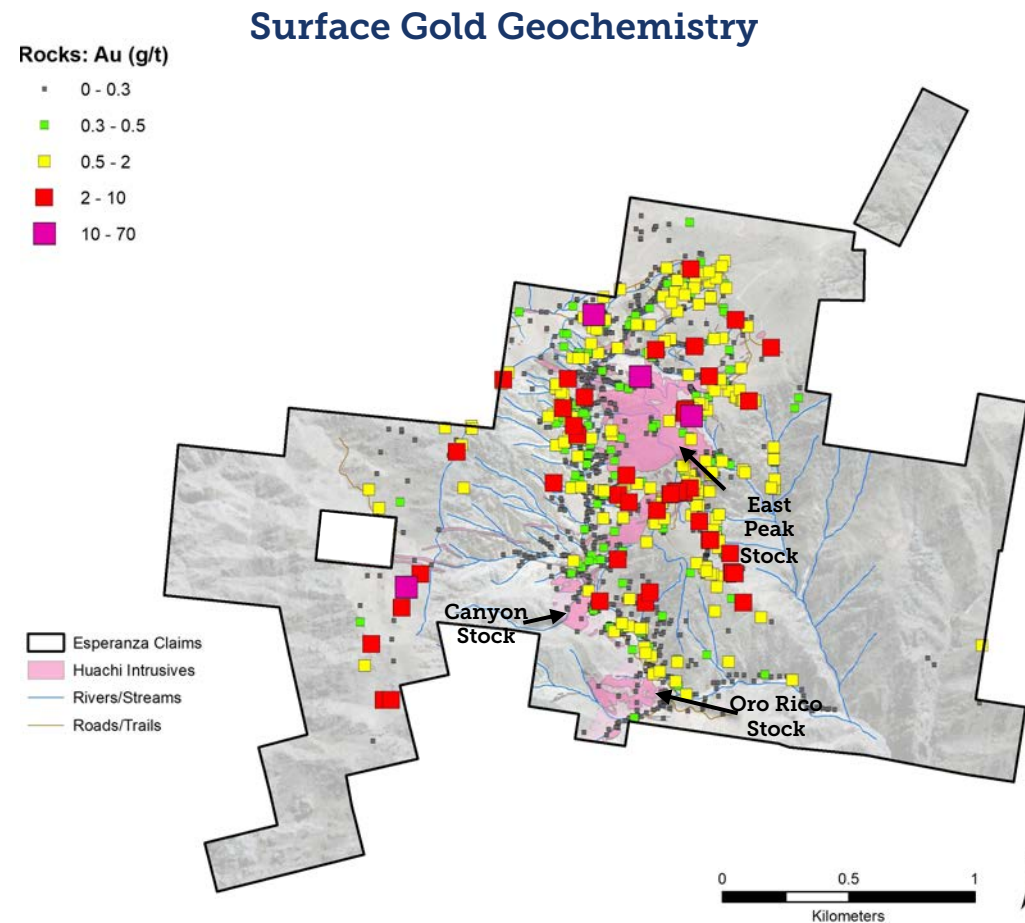 Surface Gold Geochemistry
Rocks: Au (g/t)
0 - 0.3
0.3 - 0.5
0.5 - 2
2 - 10
10 - 70
East
Peak
Stock
Canyon
Stock
Oro Rico
Stock
Esperanza Claims
Huachi Intrusives
Rivers/Streams
Roads/Trails
0 0.5 1
Kilometers